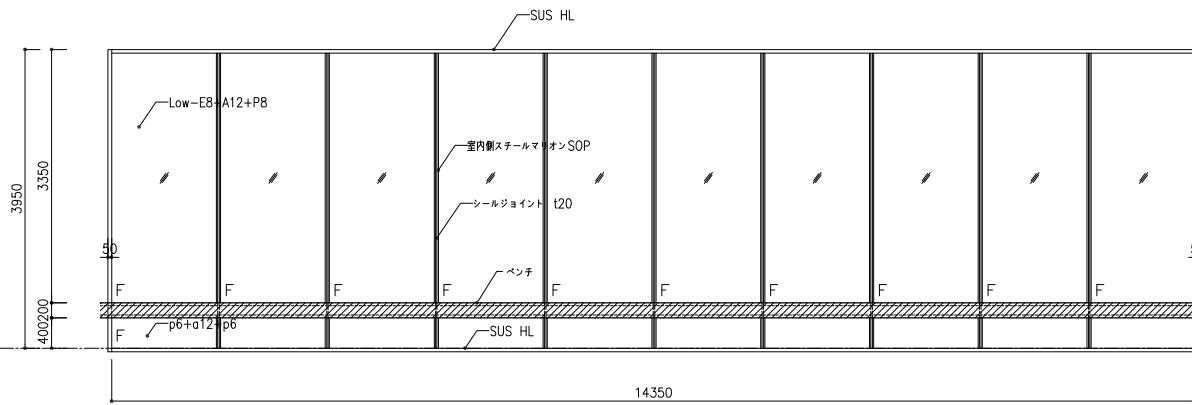 SUS HL
Low-E8+A12+P8
室内側スチールマリオンSOP
シールジョイント t20
ベンチ
3950
3350
50
F F F F F F F F F F
200
400
F
p6+a12+p6
SUS HL
14350